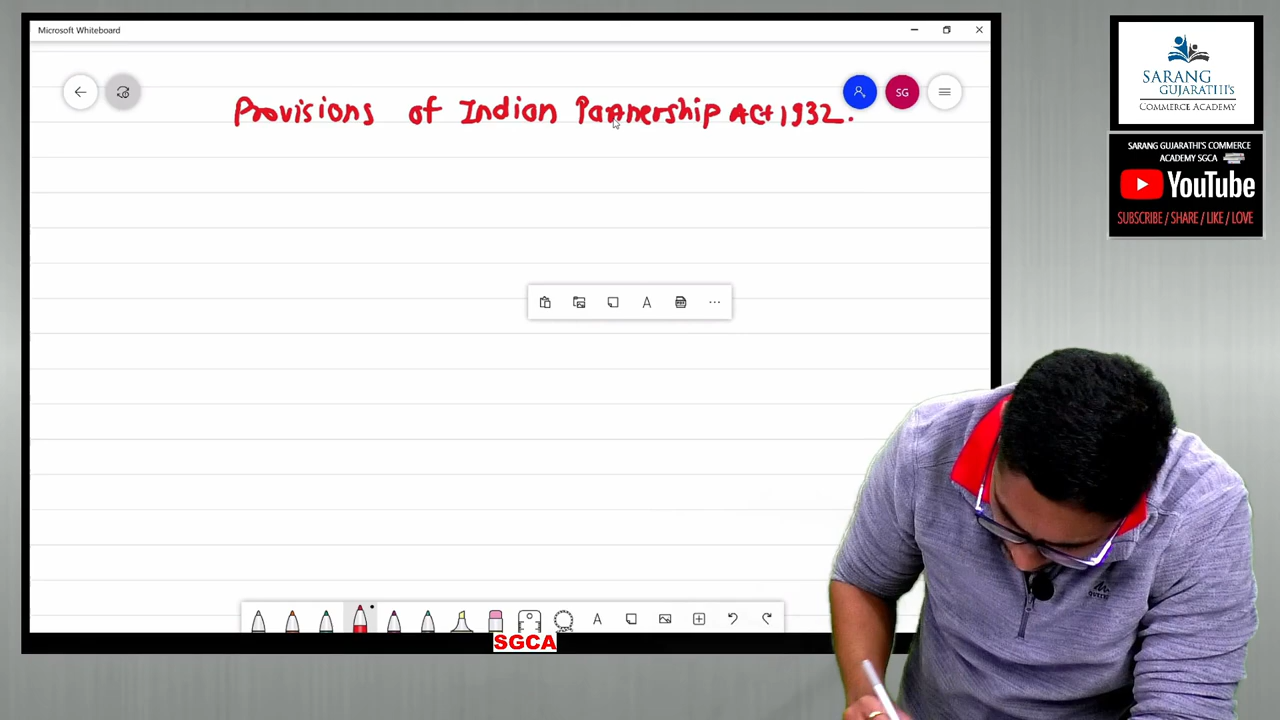 Microsoft Whiteboard
Provisions of Indian Partnership Act 1932.
SG
SARANG
GUJARATHI'S
COMMERCE ACADEMY
SARANG GUJARATHI'S COMMERCE
ACADEMY SGCA
YouTube
SUBSCRIBE / SHARE / LIKE / LOVE
SGCA